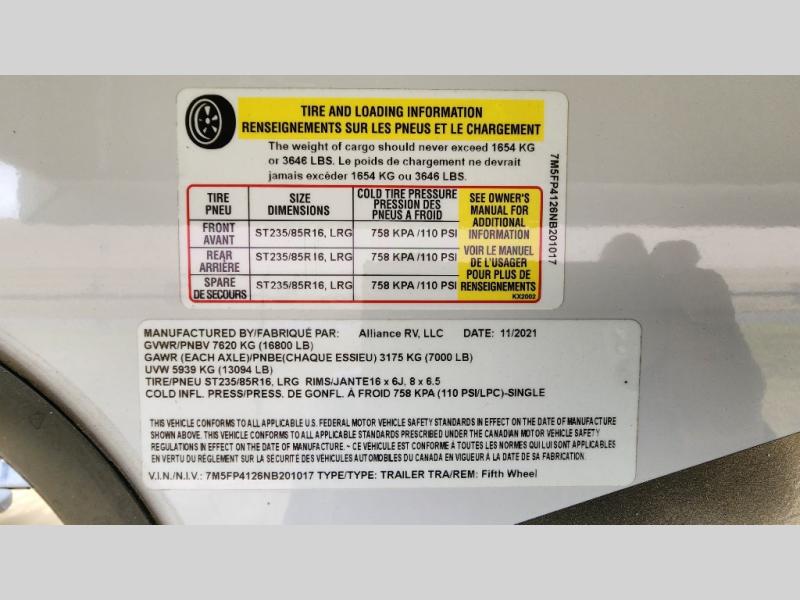 TIRE AND LOADING INFORMATION
RENSEIGNEMENTS SUR LES PNEUS ET LE CHARGEMENT
The weight of cargo should never exceed 1654 KG
or 3646 LBS. Le poids de chargement ne devrait
jamais excéder 1654 KG ou 3646 LBS.
TIRE PNEU SIZE DIMENSIONS COLD TIRE PRESSURE PRESSION DES PNEUS A FROID
FRONT AVANT ST235/85R16, LRG 758 KPA /110 PSI
REAR ARRIÈRE ST235/85R16, LRG 758 KPA /110 PSI
SPARE DE SECOURS ST235/85R16, LRG 758 KPA /110 PSI
SEE OWNER'S
MANUAL FOR
ADDITIONAL
INFORMATION
VOIR LE MANUEL
DE L'USAGER
POUR PLUS DE
RENSEIGNEMENTS
KX2002
7M5FP4126NB201017
MANUFACTURED BY/FABRIQUÉ PAR: Alliance RV, LLC DATE: 11/2021
GVWR/PNBV 7620 KG (16800 LB)
GAWR (EACH AXLE)/PNBE(CHAQUE ESSIEU) 3175 KG (7000 LB)
UVW 5939 KG (13094 LB)
TIRE/PNEU ST235/85R16, LRG RIMS/JANTE16 x 6J, 8 x 6.5
COLD INFL. PRESS/PRESS. DE GONFL. À FROID 758 KPA (110 PSI/LPC)-SINGLE
THIS VEHICLE CONFORMS TO ALL APPLICABLE U.S. FEDERAL MOTOR VEHICLE SAFETY STANDARDS IN EFFECT ON THE DATE OF MANUFACTURE
SHOWN ABOVE. THIS VEHICLE CONFORMS TO ALL APPLICABLE STANDARDS PRESCRIBED UNDER THE CANADIAN MOTOR VEHICLE SAFETY
REGULATIONS IN EFFECT ON THE DATE OF MANUFACTURE. ~ CE VEHICULE EST CONFORME A TOUTES LES NORMES QUI LUI SONT APPLICABLES
EN VERTU DU REGLEMENT SUR LA SECURITE DES VEHICULES AUTOMOBILES DU CANADA EN VIGUEUR A LA DATE DE SA FABRICATION.
V.I.N./N.I.V.: 7M5FP4126NB201017 TYPE/TYPE: TRAILER TRA/REM: Fifth Wheel